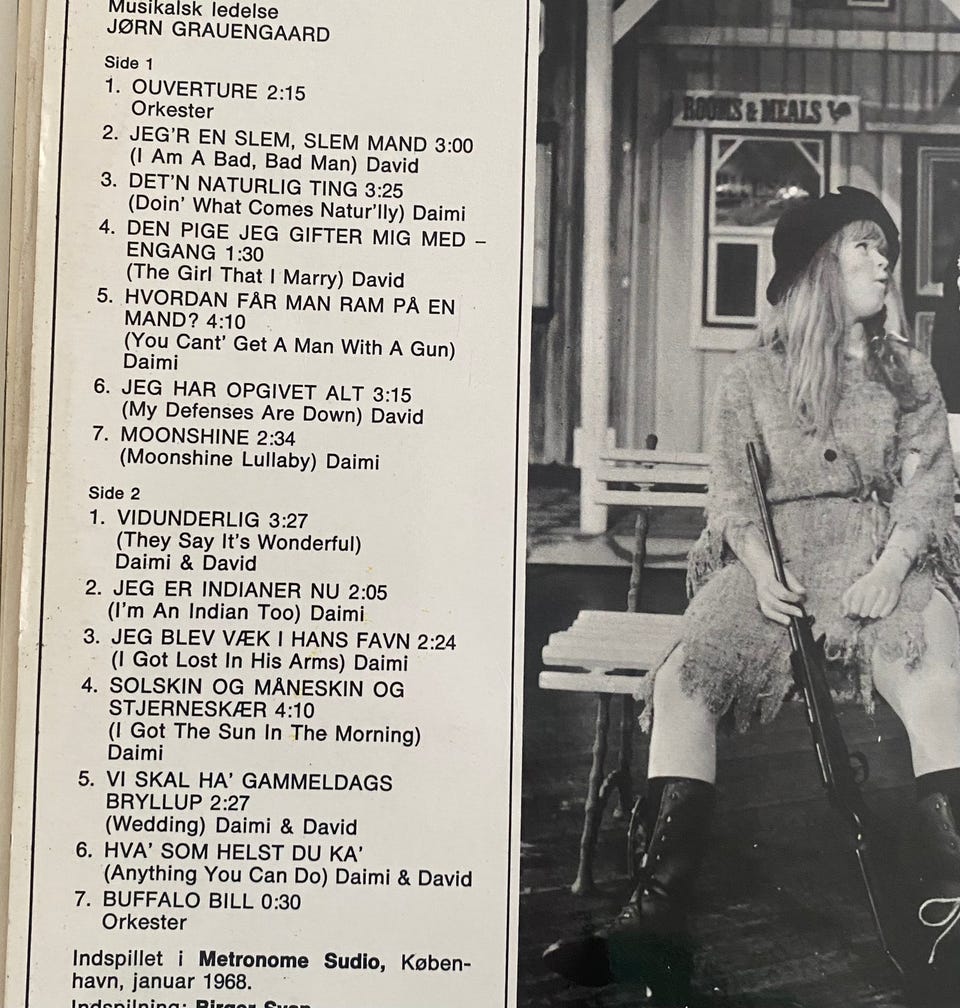 Musikalsk ledelse
JØRN GRAUENGAARD
Side 1
1. OUVERTURE 2:15
Orkester
2. JEG'R EN SLEM, SLEM MAND 3:00
(I Am A Bad, Bad Man) David
3. DET'N NATURLIG TING 3:25
(Doin' What Comes Natur'lly) Daimi
4. DEN PIGE JEG GIFTER MIG MED –
ENGANG 1:30
(The Girl That I Marry) David
5. HVORDAN FÅR MAN RAM PÅ EN
MAND? 4:10
(You Cant' Get A Man With A Gun)
Daimi
6. JEG HAR OPGIVET ALT 3:15
(My Defenses Are Down) David
7. MOONSHINE 2:34
(Moonshine Lullaby) Daimi
Side 2
1. VIDUNDERLIG 3:27
(They Say It's Wonderful)
Daimi & David
2. JEG ER INDIANER NU 2:05
(I'm An Indian Too) Daimi
3. JEG BLEV VÆK I HANS FAVN 2:24
(I Got Lost In His Arms) Daimi
4. SOLSKIN OG MÅNESKIN OG
STJERNESKÆR 4:10
(I Got The Sun In The Morning)
Daimi
5. VI SKAL HA' GAMMELDAGS
BRYLLUP 2:27
(Wedding) Daimi & David
6. HVA' SOM HELST DU KA'
(Anything You Can Do) Daimi & David
7. BUFFALO BILL 0:30
Orkester
Indspillet i Metronome Sudio, Køben-
havn, januar 1968.
Indspilning: Birger Svan
ROOMS & MEALS